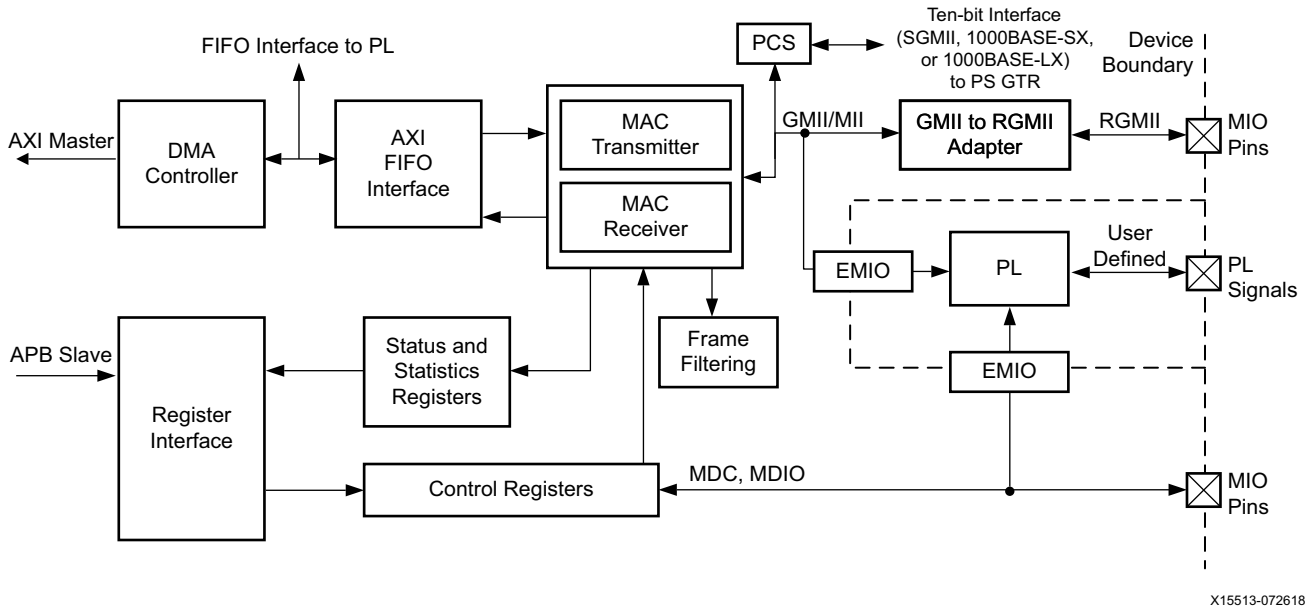 FIFO Interface to PL
PCS
Ten-bit Interface
(SGMII, 1000BASE-SX,
or 1000BASE-LX)
to PS GTR
Device
Boundary
AXI Master
DMA
Controller
AXI
FIFO
Interface
MAC
Transmitter
MAC
Receiver
GMII/MII
GMII to RGMII
Adapter
RGMII
MIO
Pins
EMIO
PL
User
Defined
PL
Signals
APB Slave
Register
Interface
Status and
Statistics
Registers
Frame
Filtering
EMIO
Control Registers
MDC, MDIO
MIO
Pins
X15513-072618